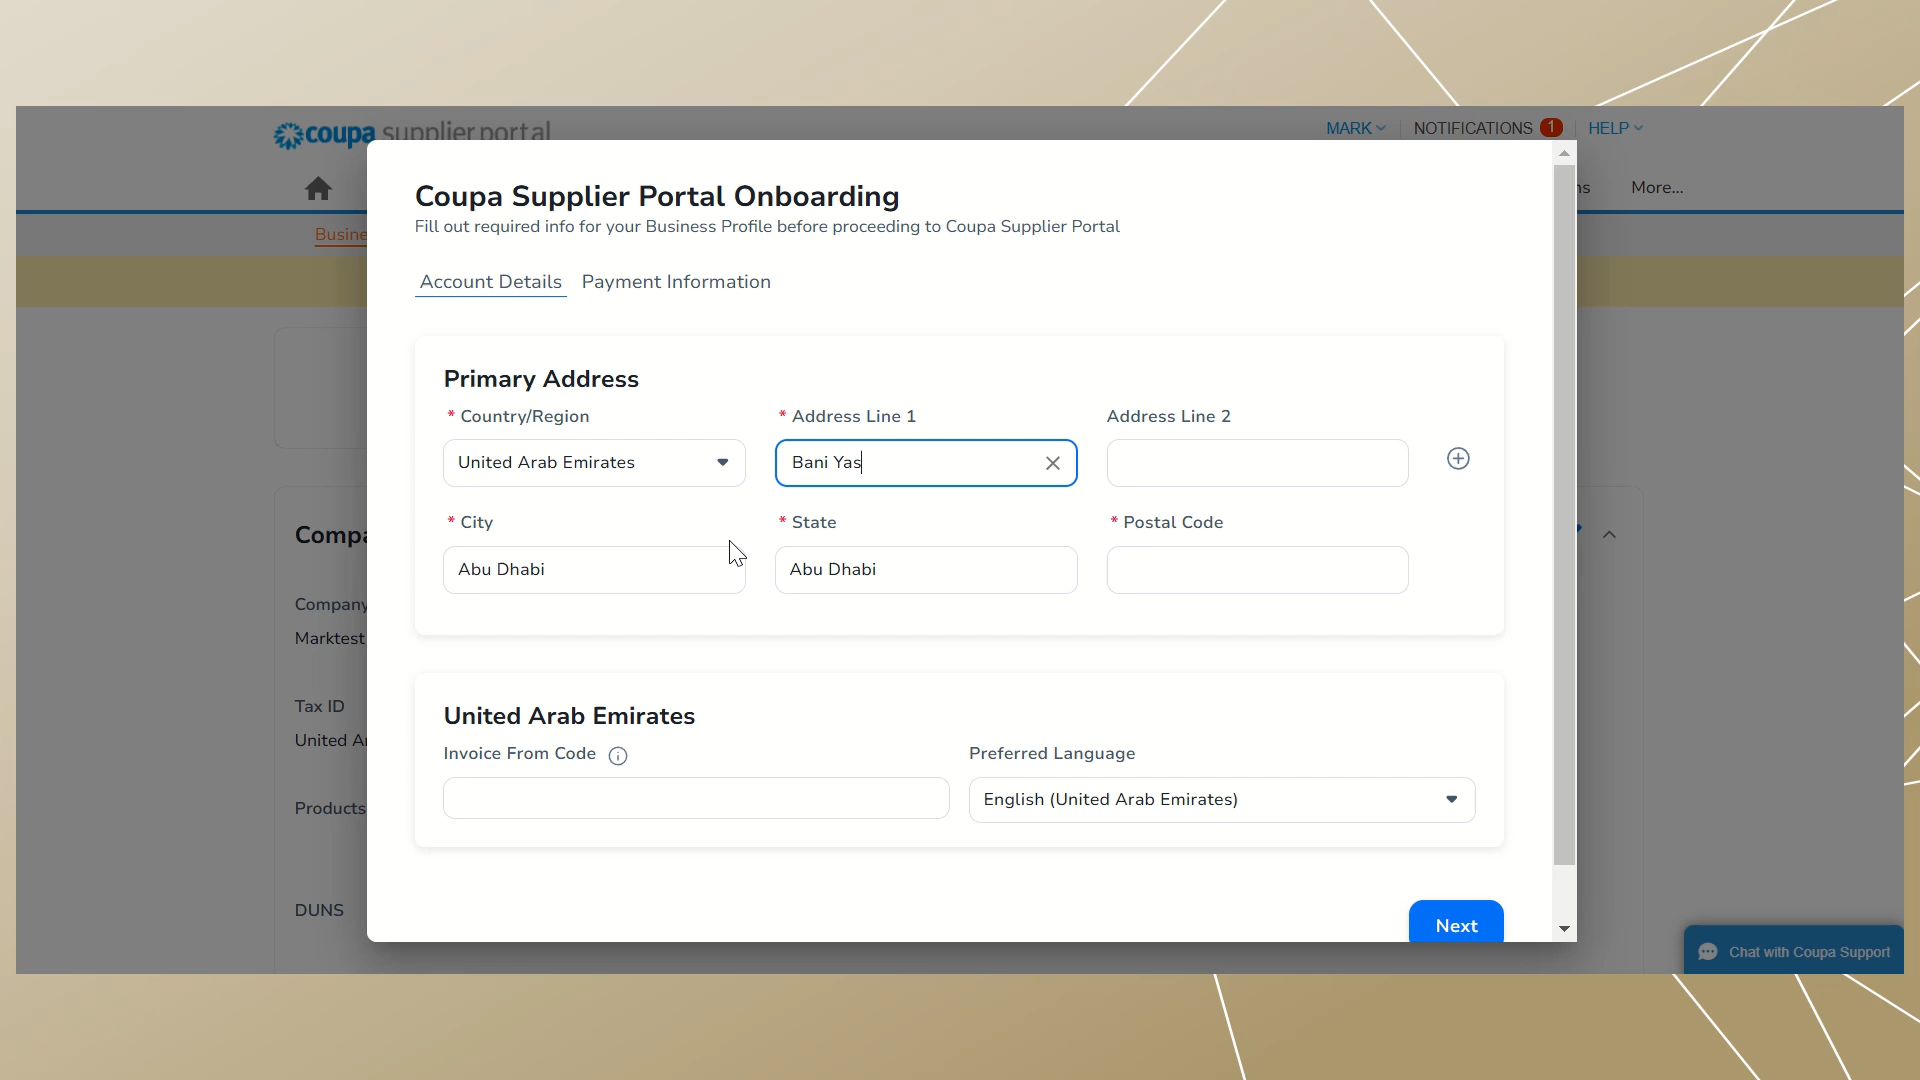 coupa supplier portal
MARK
NOTIFICATIONS 1
HELP
More...
Coupa Supplier Portal Onboarding
Fill out required info for your Business Profile before proceeding to Coupa Supplier Portal
Account Details Payment Information
Primary Address
* Country/Region * Address Line 1 Address Line 2
United Arab Emirates Bani Yas
* City * State * Postal Code
Abu Dhabi Abu Dhabi
Company
Marktest
Tax ID
United Arab Emirates
Invoice From Code Preferred Language
English (United Arab Emirates)
Products
DUNS
Next
Chat with Coupa Support